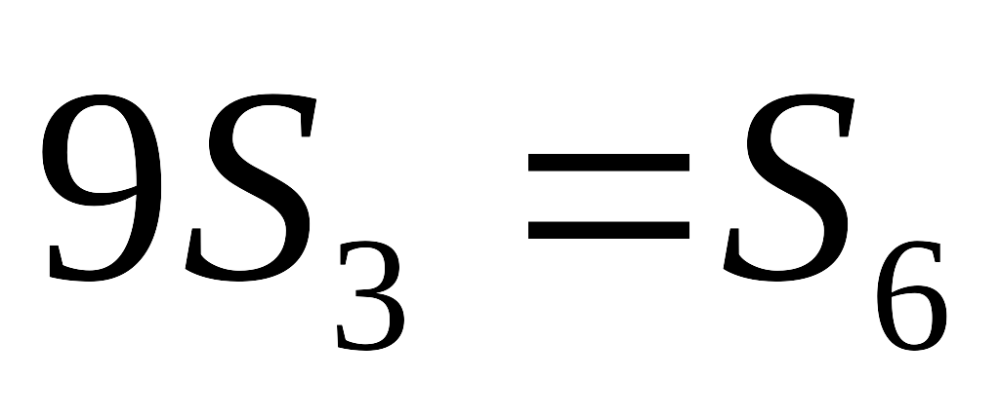 9S₃ = S₆